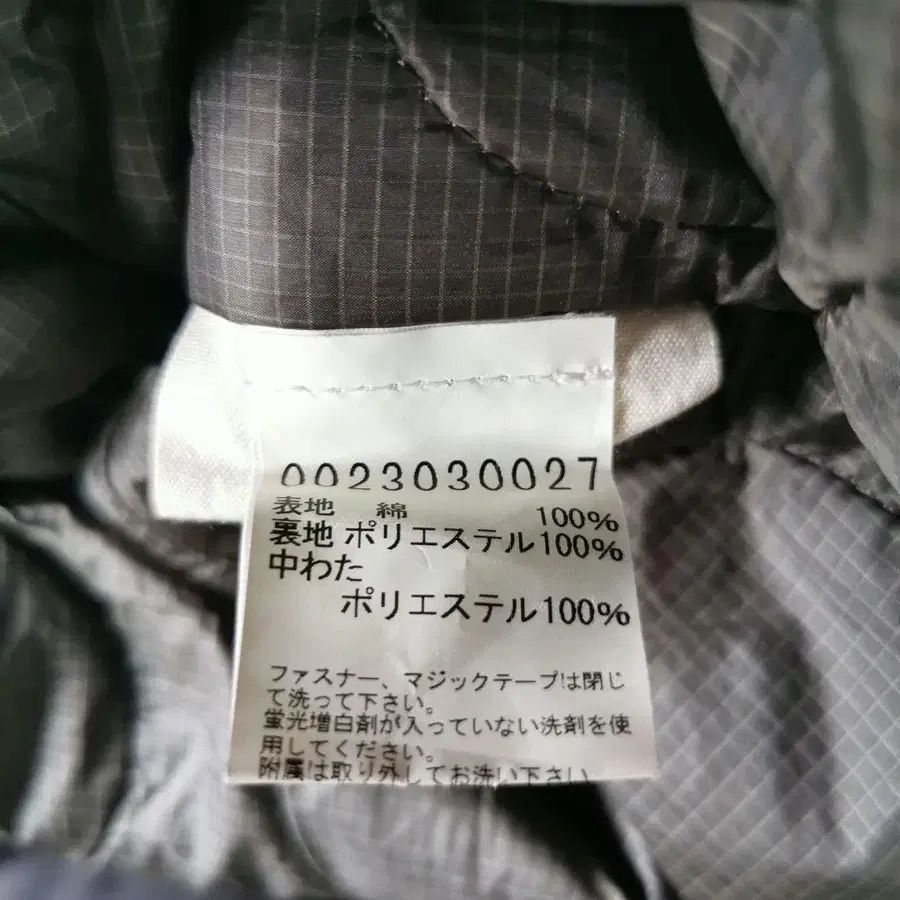 0023030027
表地 綿 100%
裏地 ポリエステル100%
中わた
ポリエステル100%
ファスナー、マジックテープは閉じ
て洗って下さい。
蛍光増白剤が入っていない洗剤を使
用してください。
附属は取り外してお洗い下さい